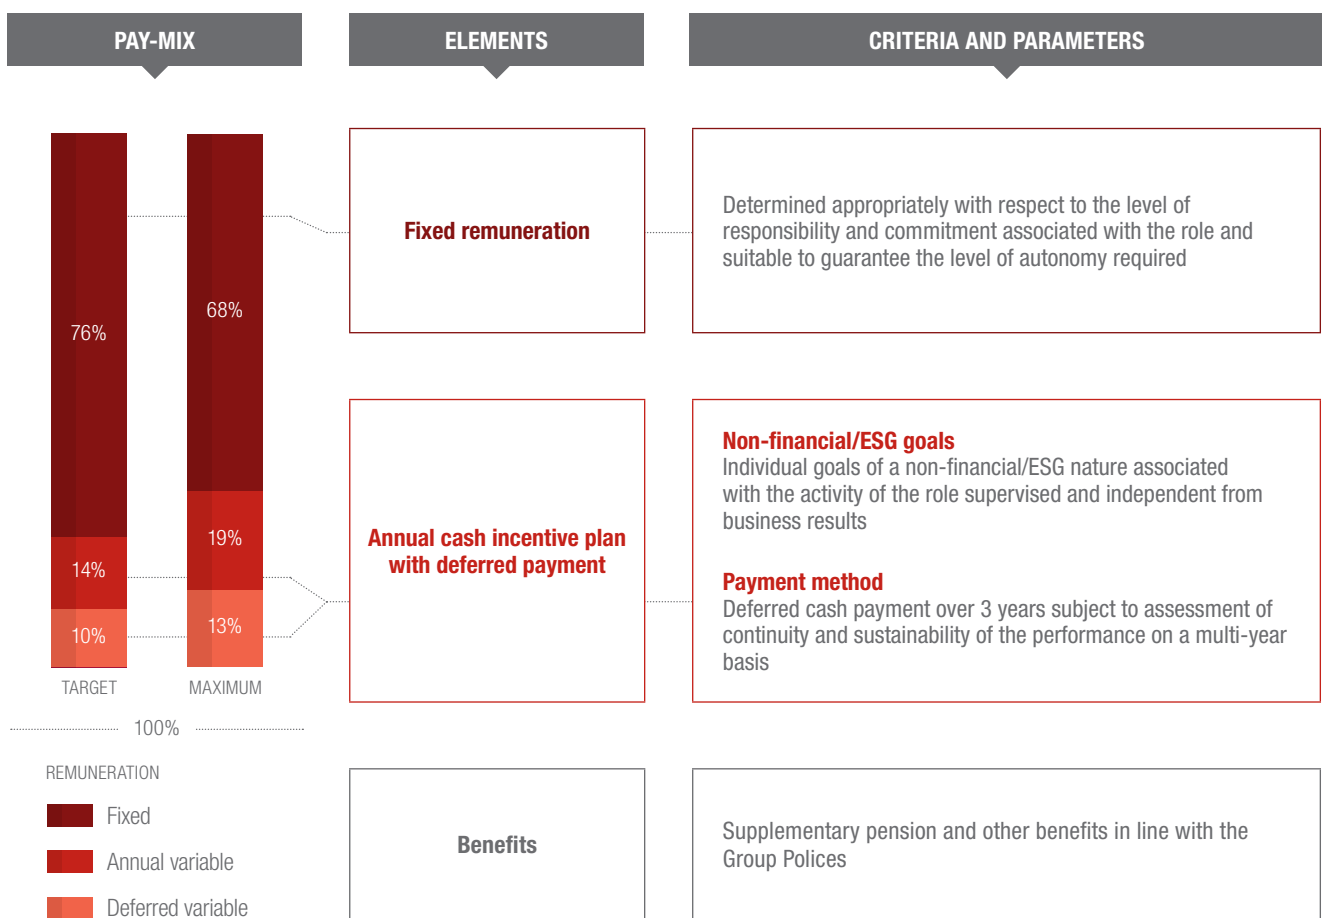 PAY-MIX
ELEMENTS
CRITERIA AND PARAMETERS
76%
14%
10%
TARGET
68%
19%
13%
MAXIMUM
100%
REMUNERATION
Fixed
Annual variable
Deferred variable
Fixed remuneration
Determined appropriately with respect to the level of
responsibility and commitment associated with the role and
suitable to guarantee the level of autonomy required
Annual cash incentive plan
with deferred payment
Non-financial/ESG goals
Individual goals of a non-financial/ESG nature associated
with the activity of the role supervised and independent from
business results
Payment method
Deferred cash payment over 3 years subject to assessment of
continuity and sustainability of the performance on a multi-year
basis
Benefits
Supplementary pension and other benefits in line with the
Group Polices